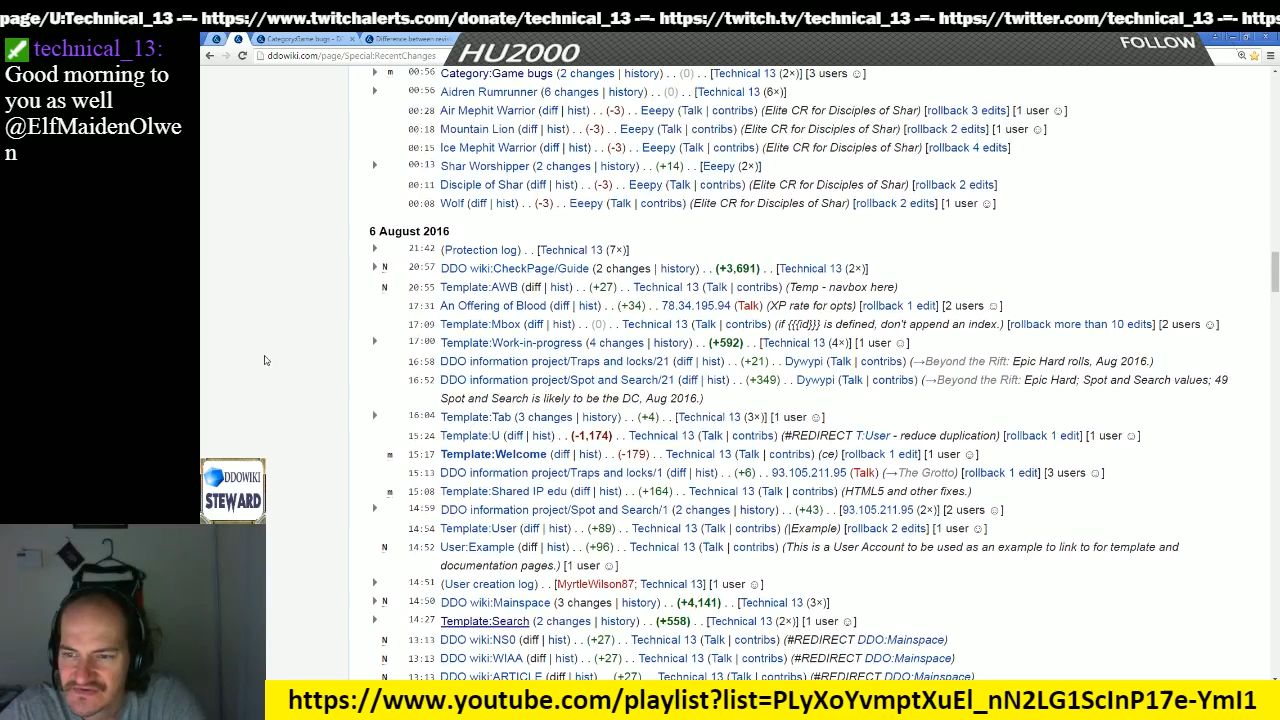 page/U:Technical_13 -=- https://www.twitchalerts.com/donate/technical_13 -=- https://twitch.tv/technical_13 -=- https://twitter.com/technical_13 -=- https
technical_13:
Good morning to
you as well
@ElfMaidenOlwe
n
Category:Game bugs - D
Difference between revis
HU2000
FOLLOW
ddowiki.com/page/Special:RecentChanges
m 00:56 Category:Game bugs (2 changes | history) . . (0) . . [Technical 13 (2×)] [3 users ☺]
00:56 Aidren Rumrunner (6 changes | history) . . (0) . . [Technical 13 (6×)]
00:28 Air Mephit Warrior (diff | hist) . . (-3) . . Eeepy (Talk | contribs) (Elite CR for Disciples of Shar) [rollback 3 edits] [1 user ☺]
00:18 Mountain Lion (diff | hist) . . (-3) . . Eeepy (Talk | contribs) (Elite CR for Disciples of Shar) [rollback 2 edits] [1 user ☺]
00:15 Ice Mephit Warrior (diff | hist) . . (-3) . . Eeepy (Talk | contribs) (Elite CR for Disciples of Shar) [rollback 4 edits]
00:13 Shar Worshipper (2 changes | history) . . (+14) . . [Eeepy (2×)]
00:11 Disciple of Shar (diff | hist) . . (-3) . . Eeepy (Talk | contribs) (Elite CR for Disciples of Shar) [rollback 2 edits]
00:08 Wolf (diff | hist) . . (-3) . . Eeepy (Talk | contribs) (Elite CR for Disciples of Shar) [rollback 2 edits] [1 user ☺]
6 August 2016
21:42 (Protection log) . . [Technical 13 (7×)]
N 20:57 DDO wiki:CheckPage/Guide (2 changes | history) . . (+3,691) . . [Technical 13 (2×)]
N 20:55 Template:AWB (diff | hist) . . (+27) . . Technical 13 (Talk | contribs) (Temp - navbox here)
17:31 An Offering of Blood (diff | hist) . . (+34) . . 78.34.195.94 (Talk) (XP rate for opts) [rollback 1 edit] [2 users ☺]
17:09 Template:Mbox (diff | hist) . . (0) . . Technical 13 (Talk | contribs) (if {{{id}}} is defined, don't append an index.) [rollback more than 10 edits] [2 users ☺]
17:00 Template:Work-in-progress (4 changes | history) . . (+592) . . [Technical 13 (4×)] [1 user ☺]
16:58 DDO information project/Traps and locks/21 (diff | hist) . . (+21) . . Dywypi (Talk | contribs) (→Beyond the Rift: Epic Hard rolls, Aug 2016.)
16:52 DDO information project/Spot and Search/21 (diff | hist) . . (+349) . . Dywypi (Talk | contribs) (→Beyond the Rift: Epic Hard; Spot and Search values; 49
Spot and Search is likely to be the DC, Aug 2016.)
16:04 Template:Tab (3 changes | history) . . (+4) . . [Technical 13 (3×)] [1 user ☺]
15:24 Template:U (diff | hist) . . (-1,174) . . Technical 13 (Talk | contribs) (#REDIRECT T:User - reduce duplication) [rollback 1 edit] [1 user ☺]
m 15:17 Template:Welcome (diff | hist) . . (-179) . . Technical 13 (Talk | contribs) (ce) [rollback 1 edit] [1 user ☺]
15:13 DDO information project/Traps and locks/1 (diff | hist) . . (+6) . . 93.105.211.95 (Talk) (→The Grotto) [rollback 1 edit] [3 users ☺]
m 15:08 Template:Shared IP edu (diff | hist) . . (+164) . . Technical 13 (Talk | contribs) (HTML5 and other fixes.)
14:59 DDO information project/Spot and Search/1 (2 changes | history) . . (+43) . . [93.105.211.95 (2×)] [2 users ☺]
14:54 Template:User (diff | hist) . . (+89) . . Technical 13 (Talk | contribs) (|Example) [rollback 2 edits] [1 user ☺]
N 14:52 User:Example (diff | hist) . . (+96) . . Technical 13 (Talk | contribs) (This is a User Account to be used as an example to link to for template and
documentation pages.) [1 user ☺]
14:51 (User creation log) . . [MyrtleWilson87; Technical 13] [1 user ☺]
N 14:50 DDO wiki:Mainspace (3 changes | history) . . (+4,141) . . [Technical 13 (3×)]
14:27 Template:Search (2 changes | history) . . (+558) . . [Technical 13 (2×)] [1 user ☺]
N 13:13 DDO wiki:NS0 (diff | hist) . . (+27) . . Technical 13 (Talk | contribs) (#REDIRECT DDO:Mainspace)
N 13:13 DDO wiki:WIAA (diff | hist) . . (+27) . . Technical 13 (Talk | contribs) (#REDIRECT DDO:Mainspace)
N 13:13 DDO wiki:ARTICLE (diff | hist) . . (+27) . . Technical 13 (Talk | contribs) (#REDIRECT DDO:Mainspace)
DDOWIKI
STEWARD
https://www.youtube.com/playlist?list=PLyXoYvmptXuEl_nN2LG1ScInP17e-YmI1